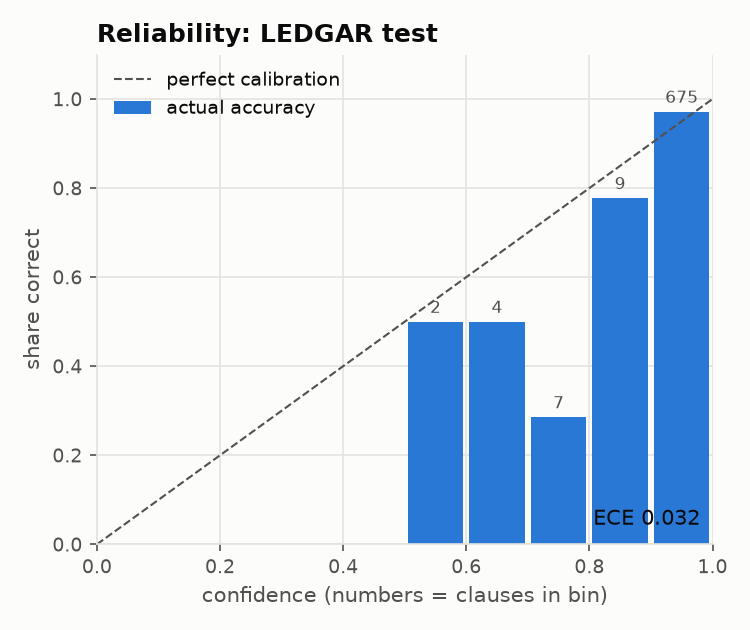 Reliability: LEDGAR test
perfect calibration
actual accuracy
share correct
1.0
0.8
0.6
0.4
0.2
0.0
675
9
2
4
7
ECE 0.032
0.0 0.2 0.4 0.6 0.8 1.0
confidence (numbers = clauses in bin)